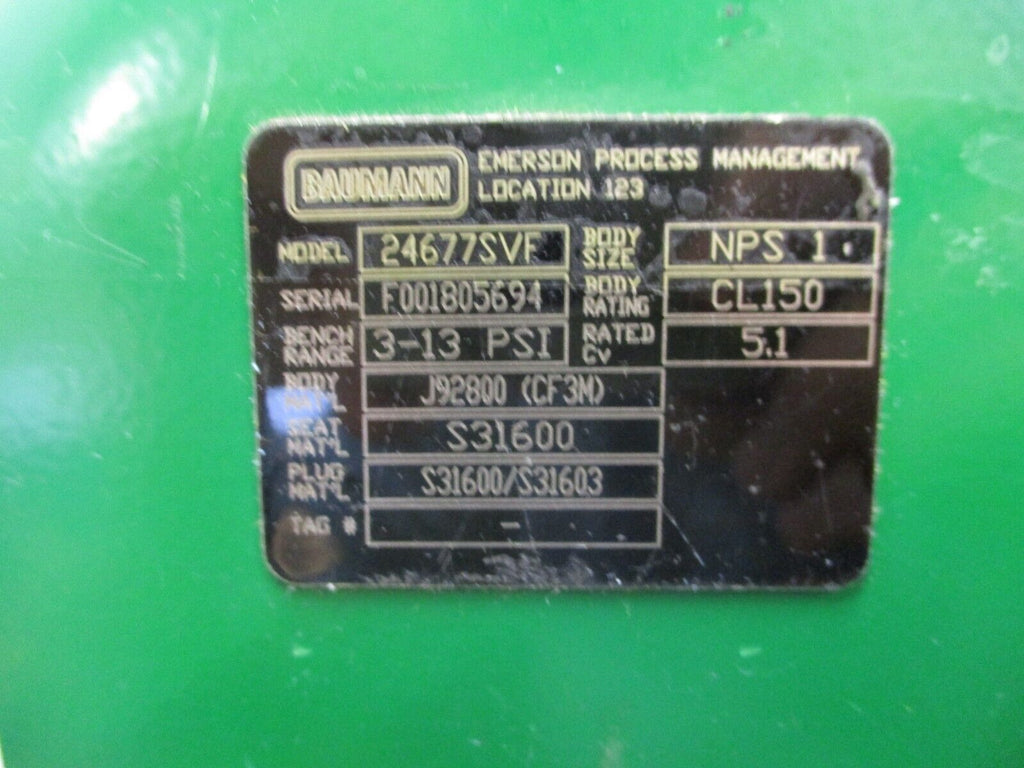 BAUMANN EMERSON PROCESS MANAGEMENT
LOCATION 123
MODEL 24677SVF BODY SIZE NPS 1
SERIAL F001805694 BODY RATING CL150
BENCH RANGE 3-13 PSI RATED CV 5.1
BODY MAT'L J92800 (CF3M)
SEAT MAT'L S31600
PLUG MAT'L S31600/S31603
TAG # -